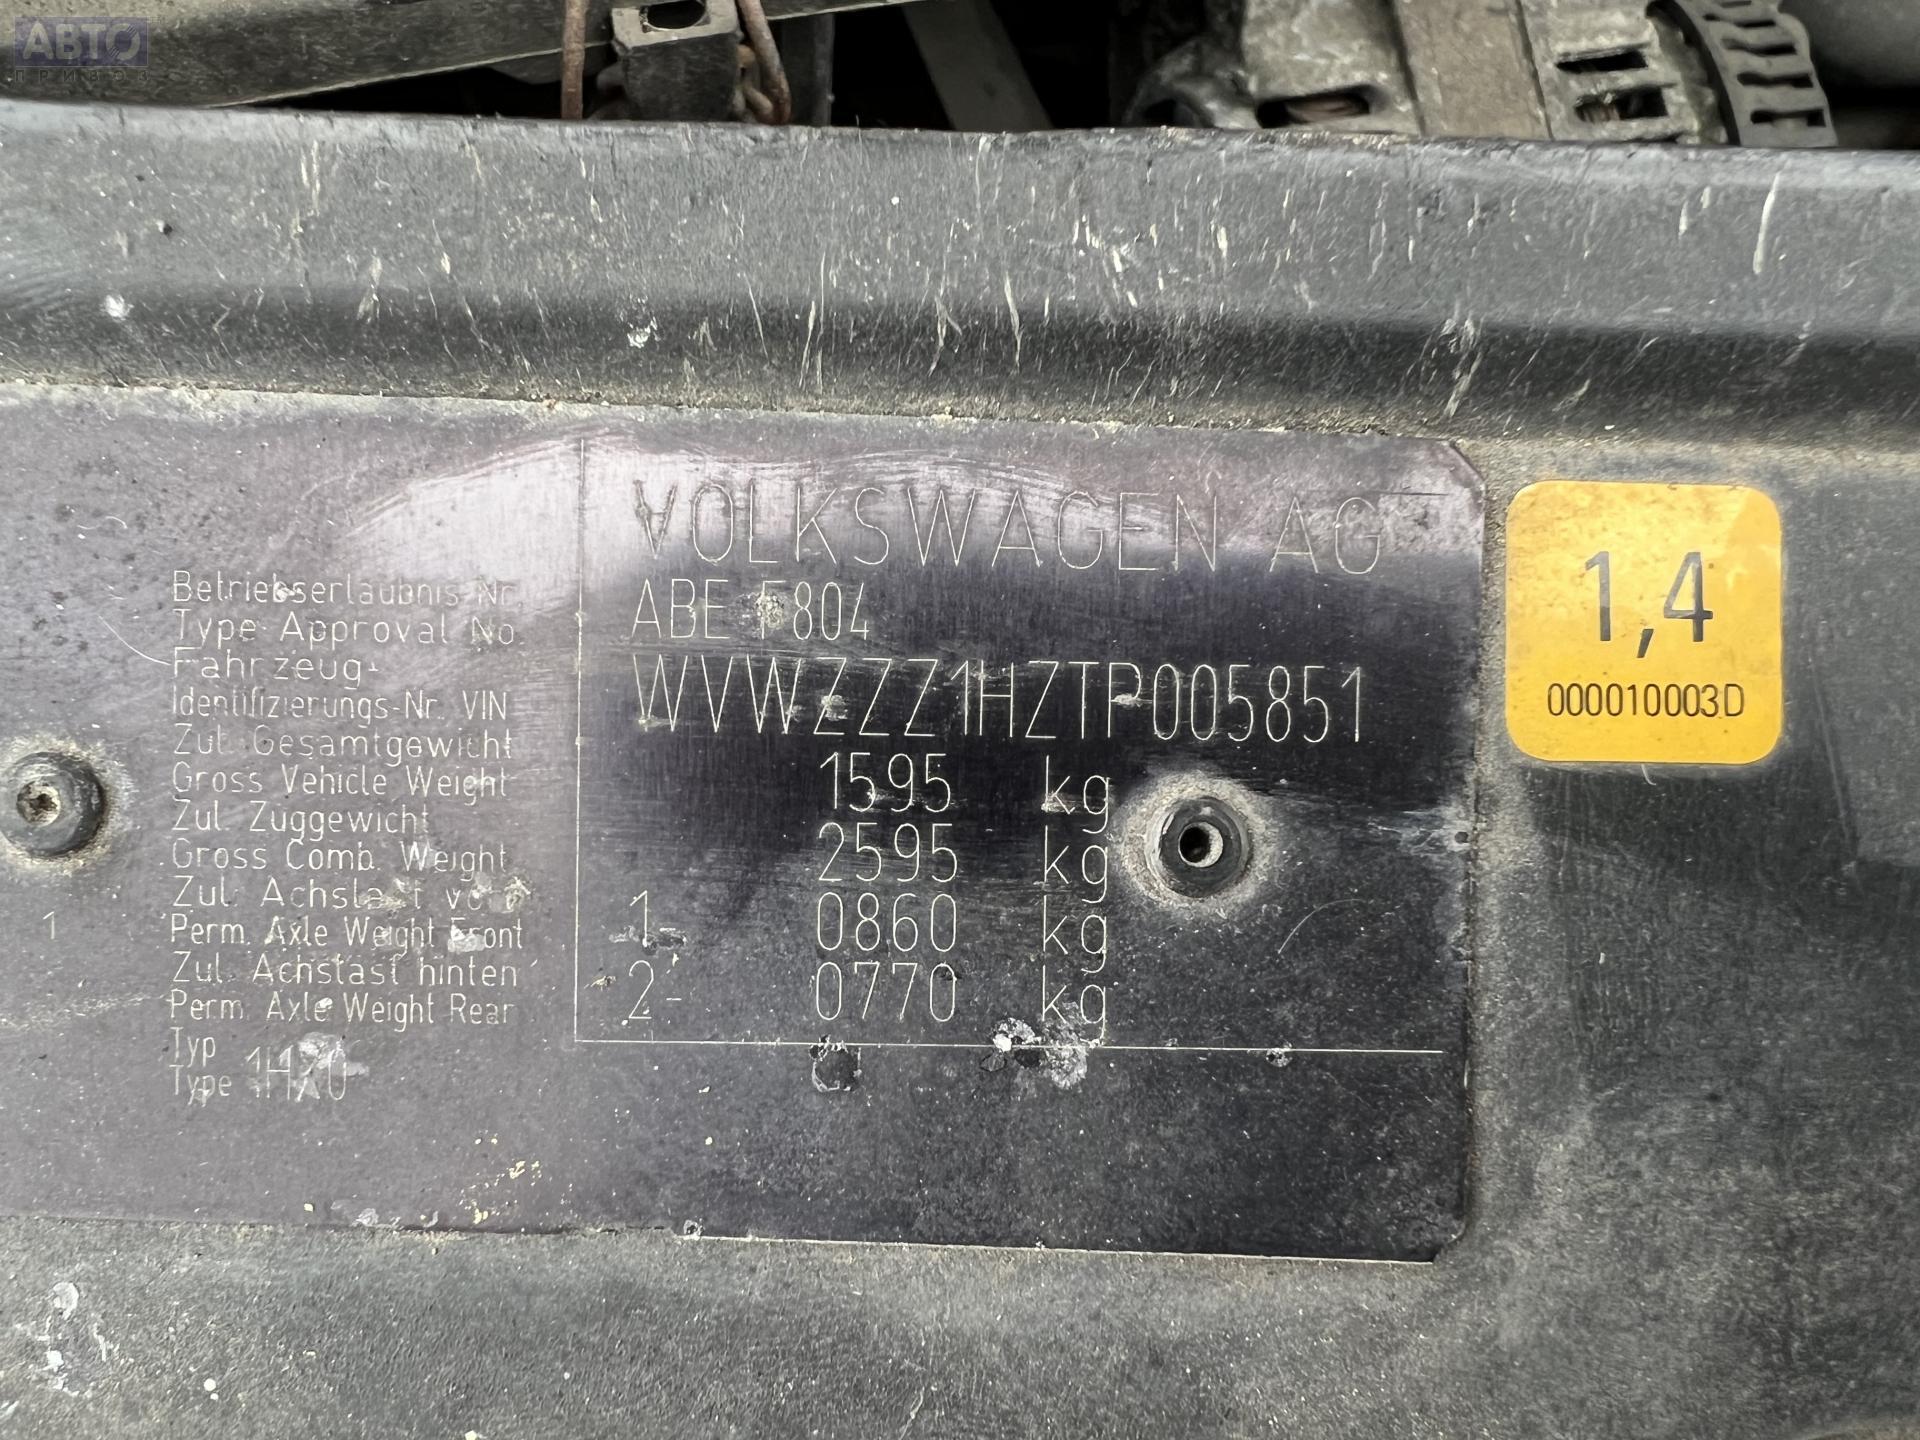 АВТО
ПРИВОЗ
VOLKSWAGEN AG
Betriebserlaubnis-Nr. ABE F804
Type Approval No.
Fahrzeug-
Identifizierungs-Nr. VIN WVWZZZ1HZTP005851
Zul. Gesamtgewicht
Gross Vehicle Weight 1595 kg
Zul. Zuggewicht
Gross Comb. Weight 2595 kg
Zul. Achslast
1 Perm. Axle Weight Front 1- 0860 kg
Zul. Achslast hinten
Perm. Axle Weight Rear 2- 0770 kg
Typ
Type 1HX0
1,4
000010003D